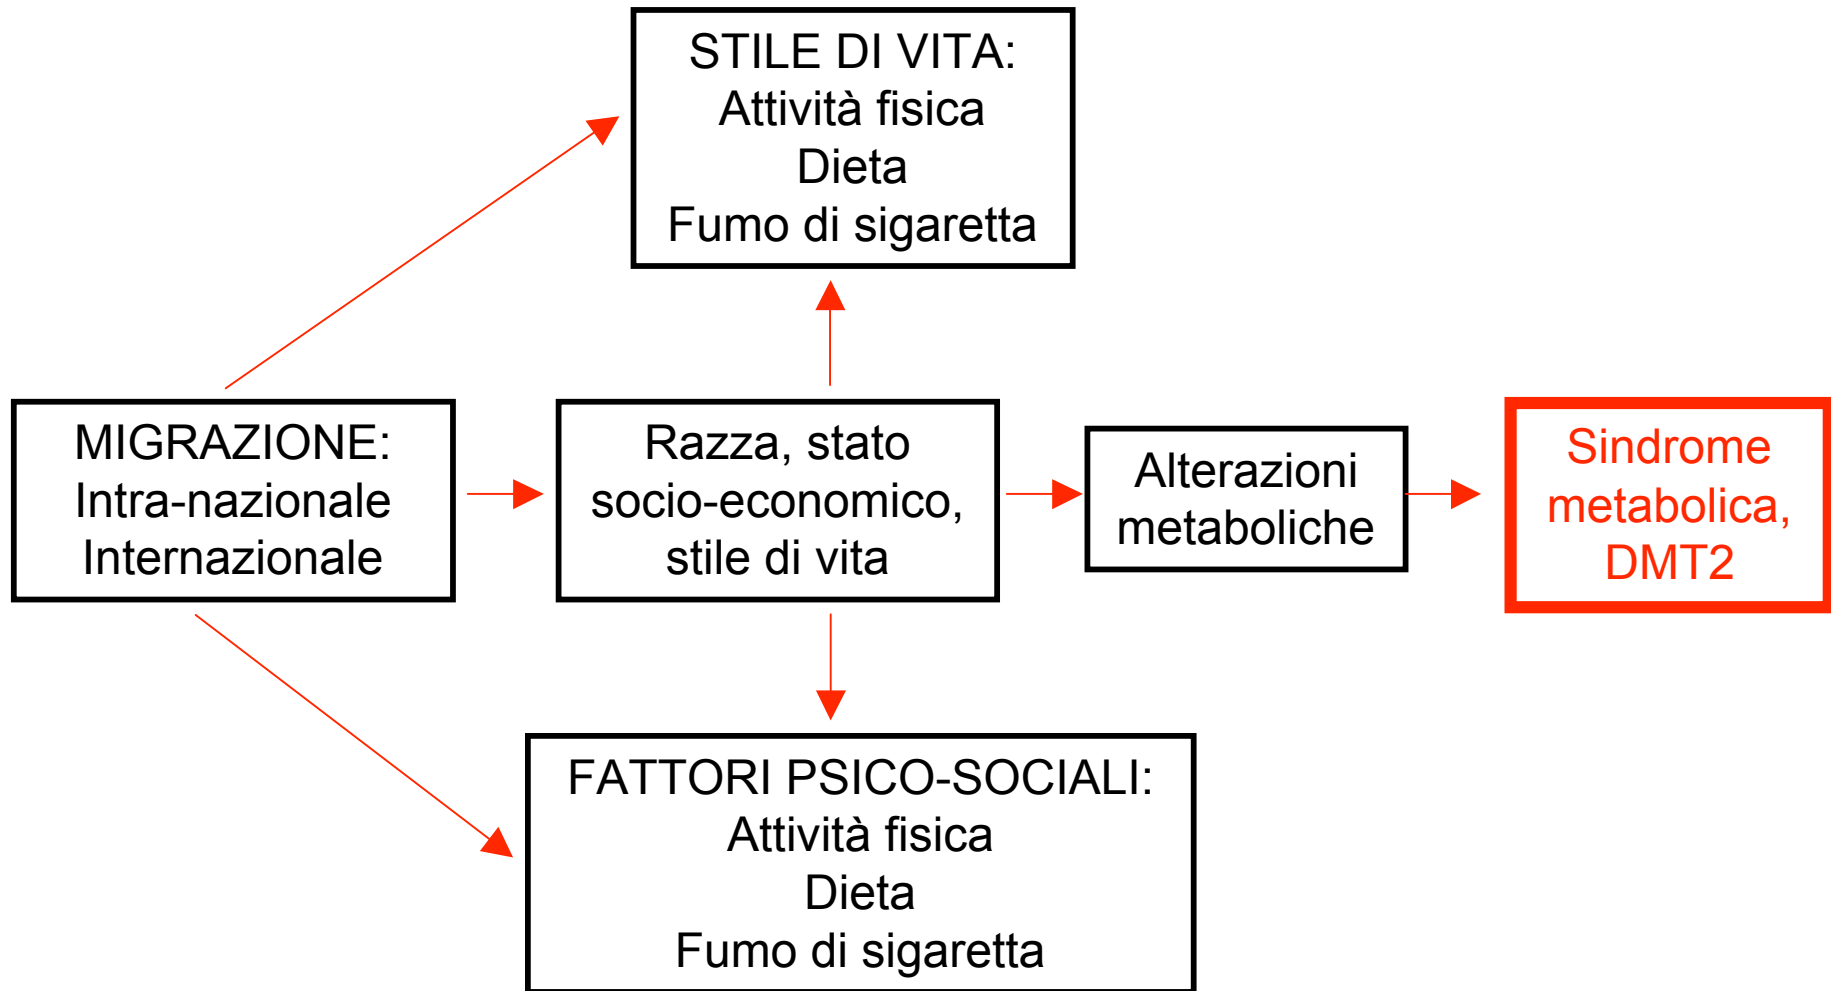 STILE DI VITA:
Attività fisica
Dieta
Fumo di sigaretta
MIGRAZIONE:
Intra-nazionale
Internazionale
Razza, stato
socio-economico,
stile di vita
Alterazioni
metaboliche
Sindrome
metabolica,
DMT2
FATTORI PSICO-SOCIALI:
Attività fisica
Dieta
Fumo di sigaretta